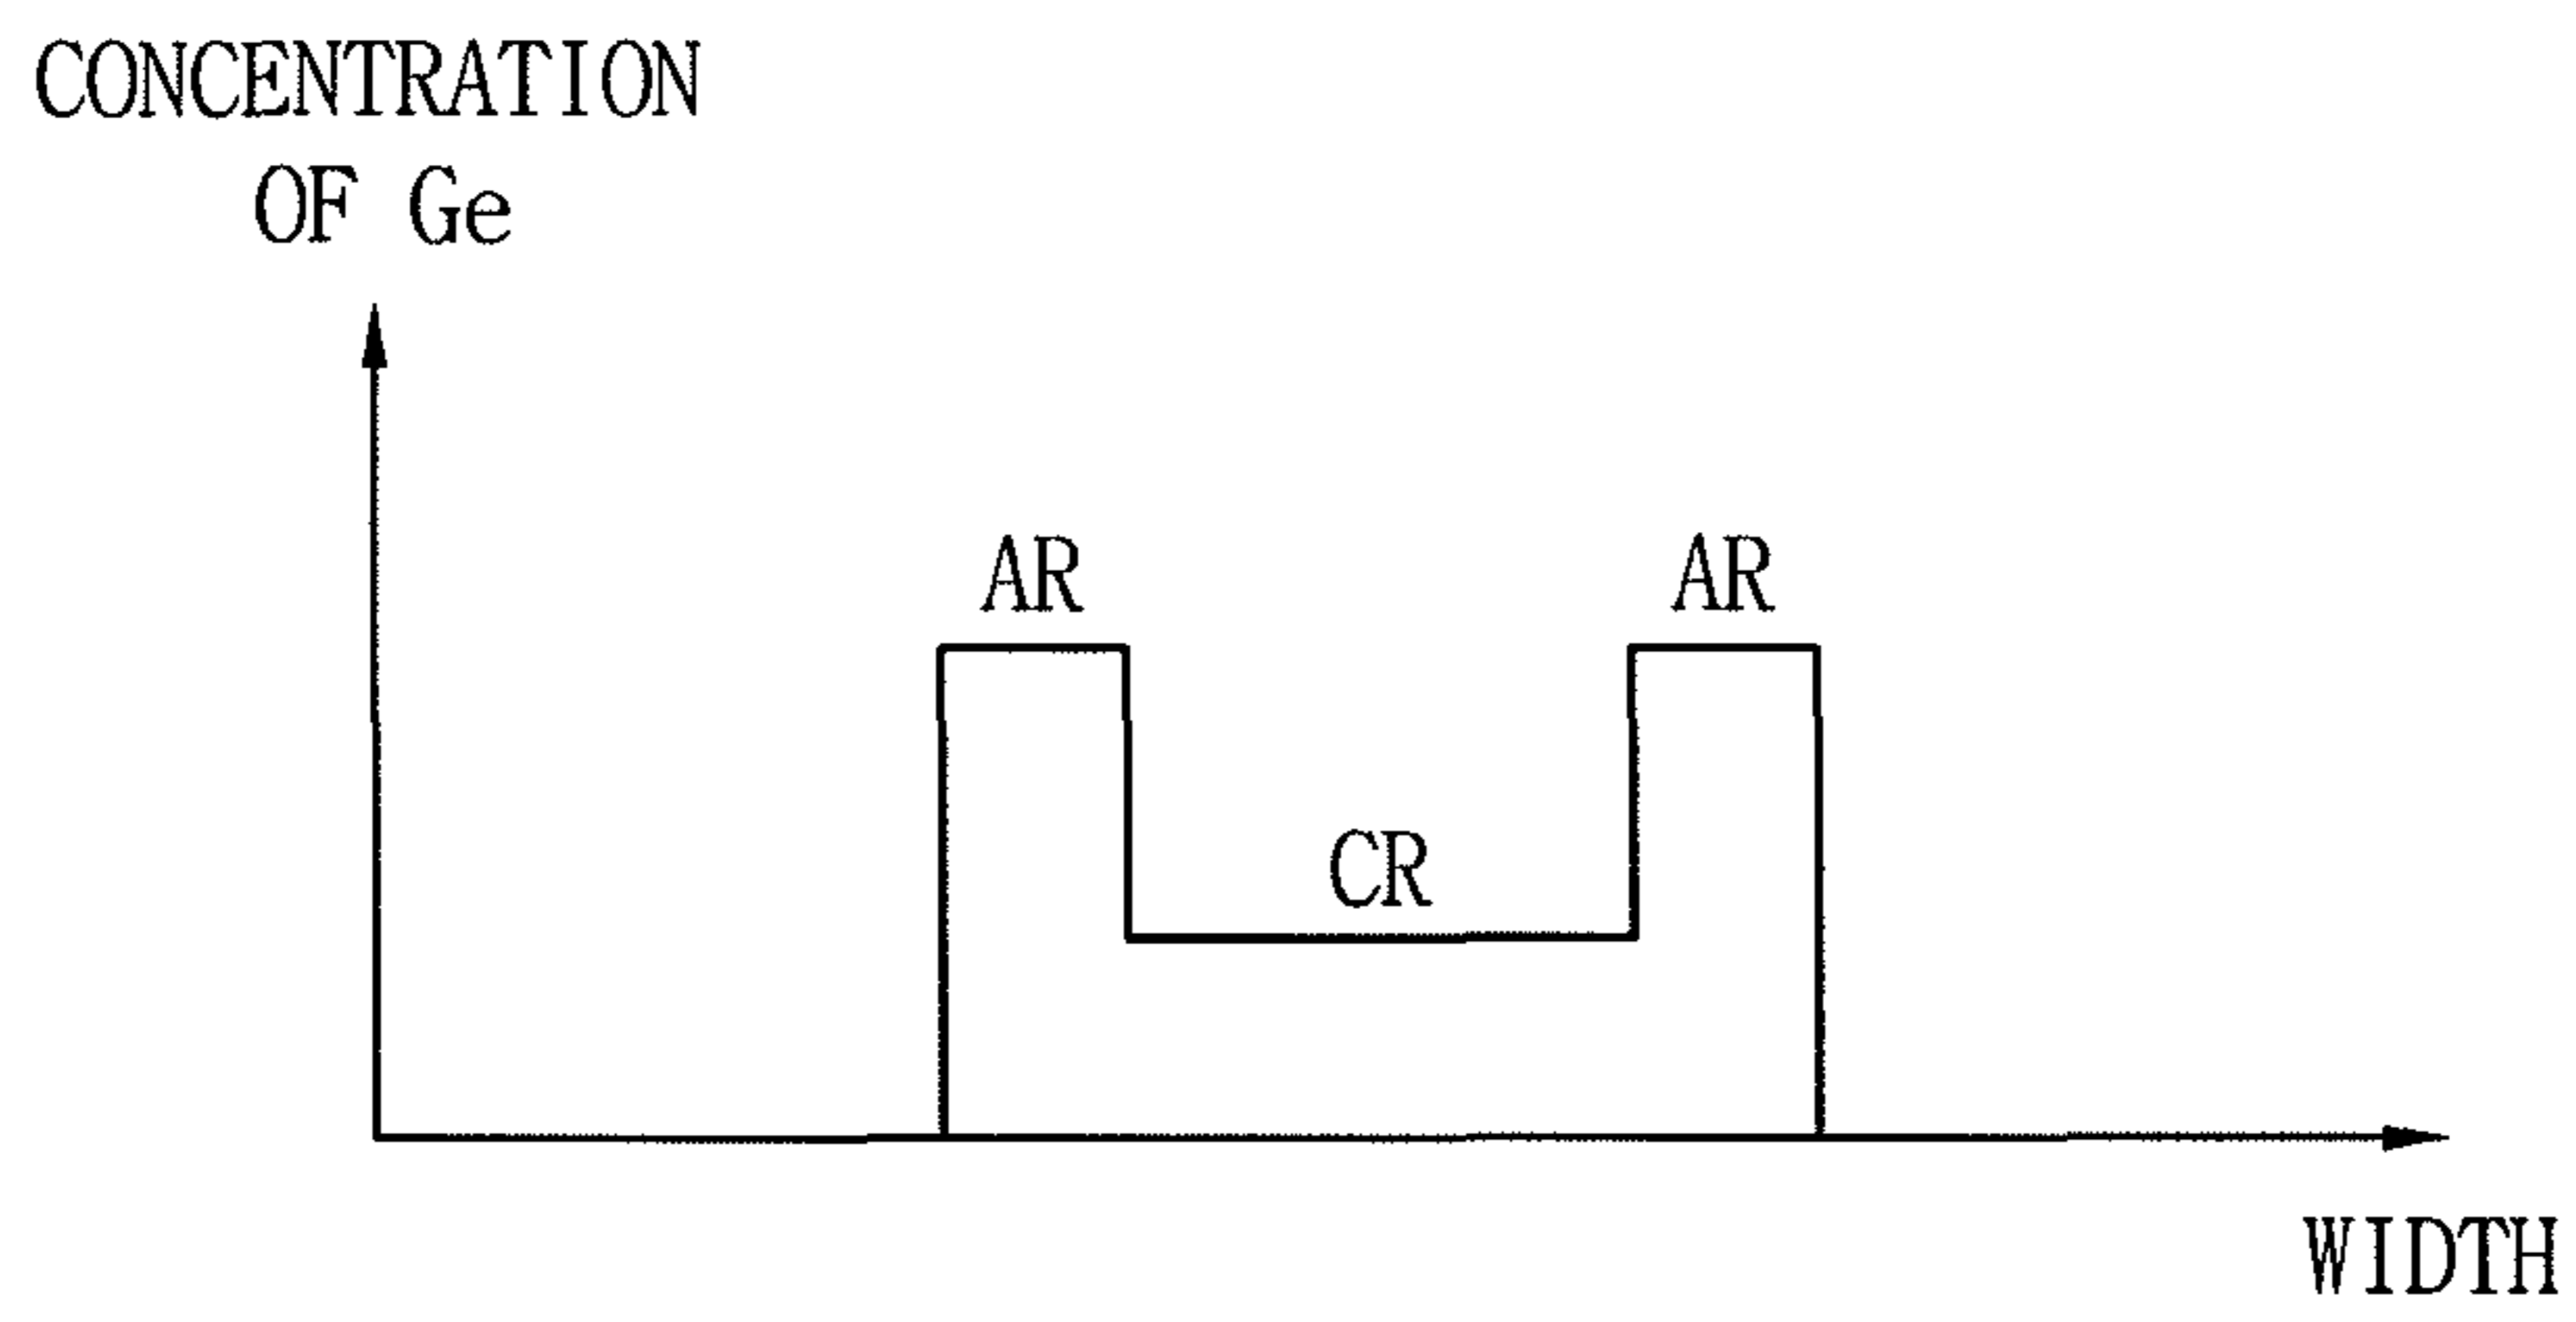 CONCENTRATION
OF Ge
AR
AR
CR
WIDTH